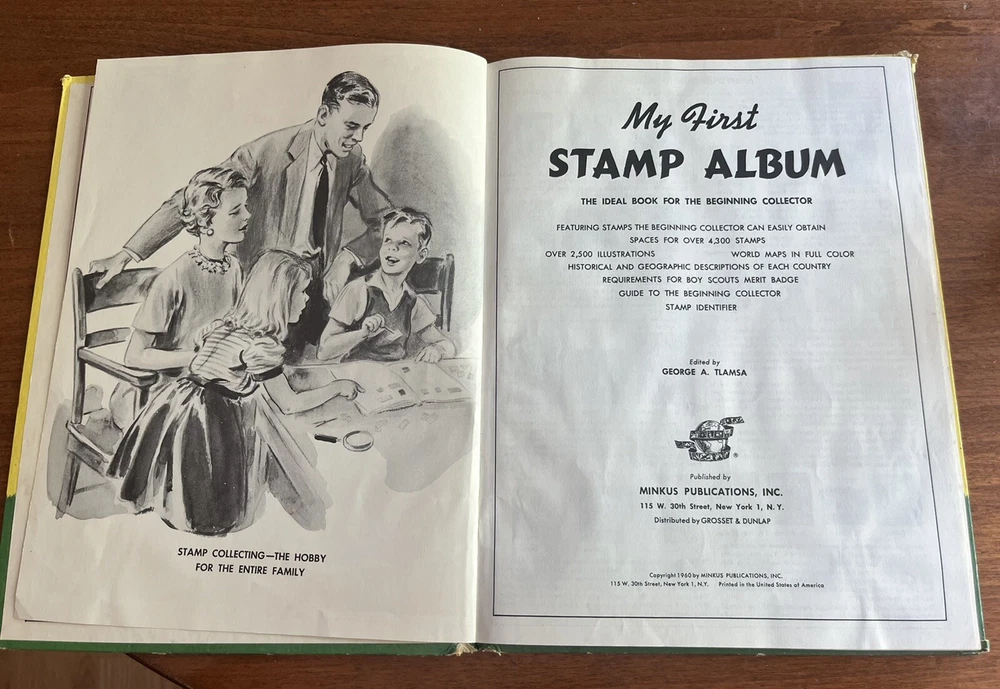 STAMP COLLECTING—THE HOBBY
FOR THE ENTIRE FAMILY
My First
STAMP ALBUM
THE IDEAL BOOK FOR THE BEGINNING COLLECTOR
FEATURING STAMPS THE BEGINNING COLLECTOR CAN EASILY OBTAIN
SPACES FOR OVER 4,300 STAMPS
OVER 2,500 ILLUSTRATIONS WORLD MAPS IN FULL COLOR
HISTORICAL AND GEOGRAPHIC DESCRIPTIONS OF EACH COUNTRY
REQUIREMENTS FOR BOY SCOUTS MERIT BADGE
GUIDE TO THE BEGINNING COLLECTOR
STAMP IDENTIFIER
Edited by
GEORGE A. TLAMSA
®
Published by
MINKUS PUBLICATIONS, INC.
115 W. 30th Street, New York 1, N. Y.
Distributed by GROSSET & DUNLAP
Copyright 1960 by MINKUS PUBLICATIONS, INC.
115 W. 30th Street, New York 1, N.Y. Printed in the United States of America